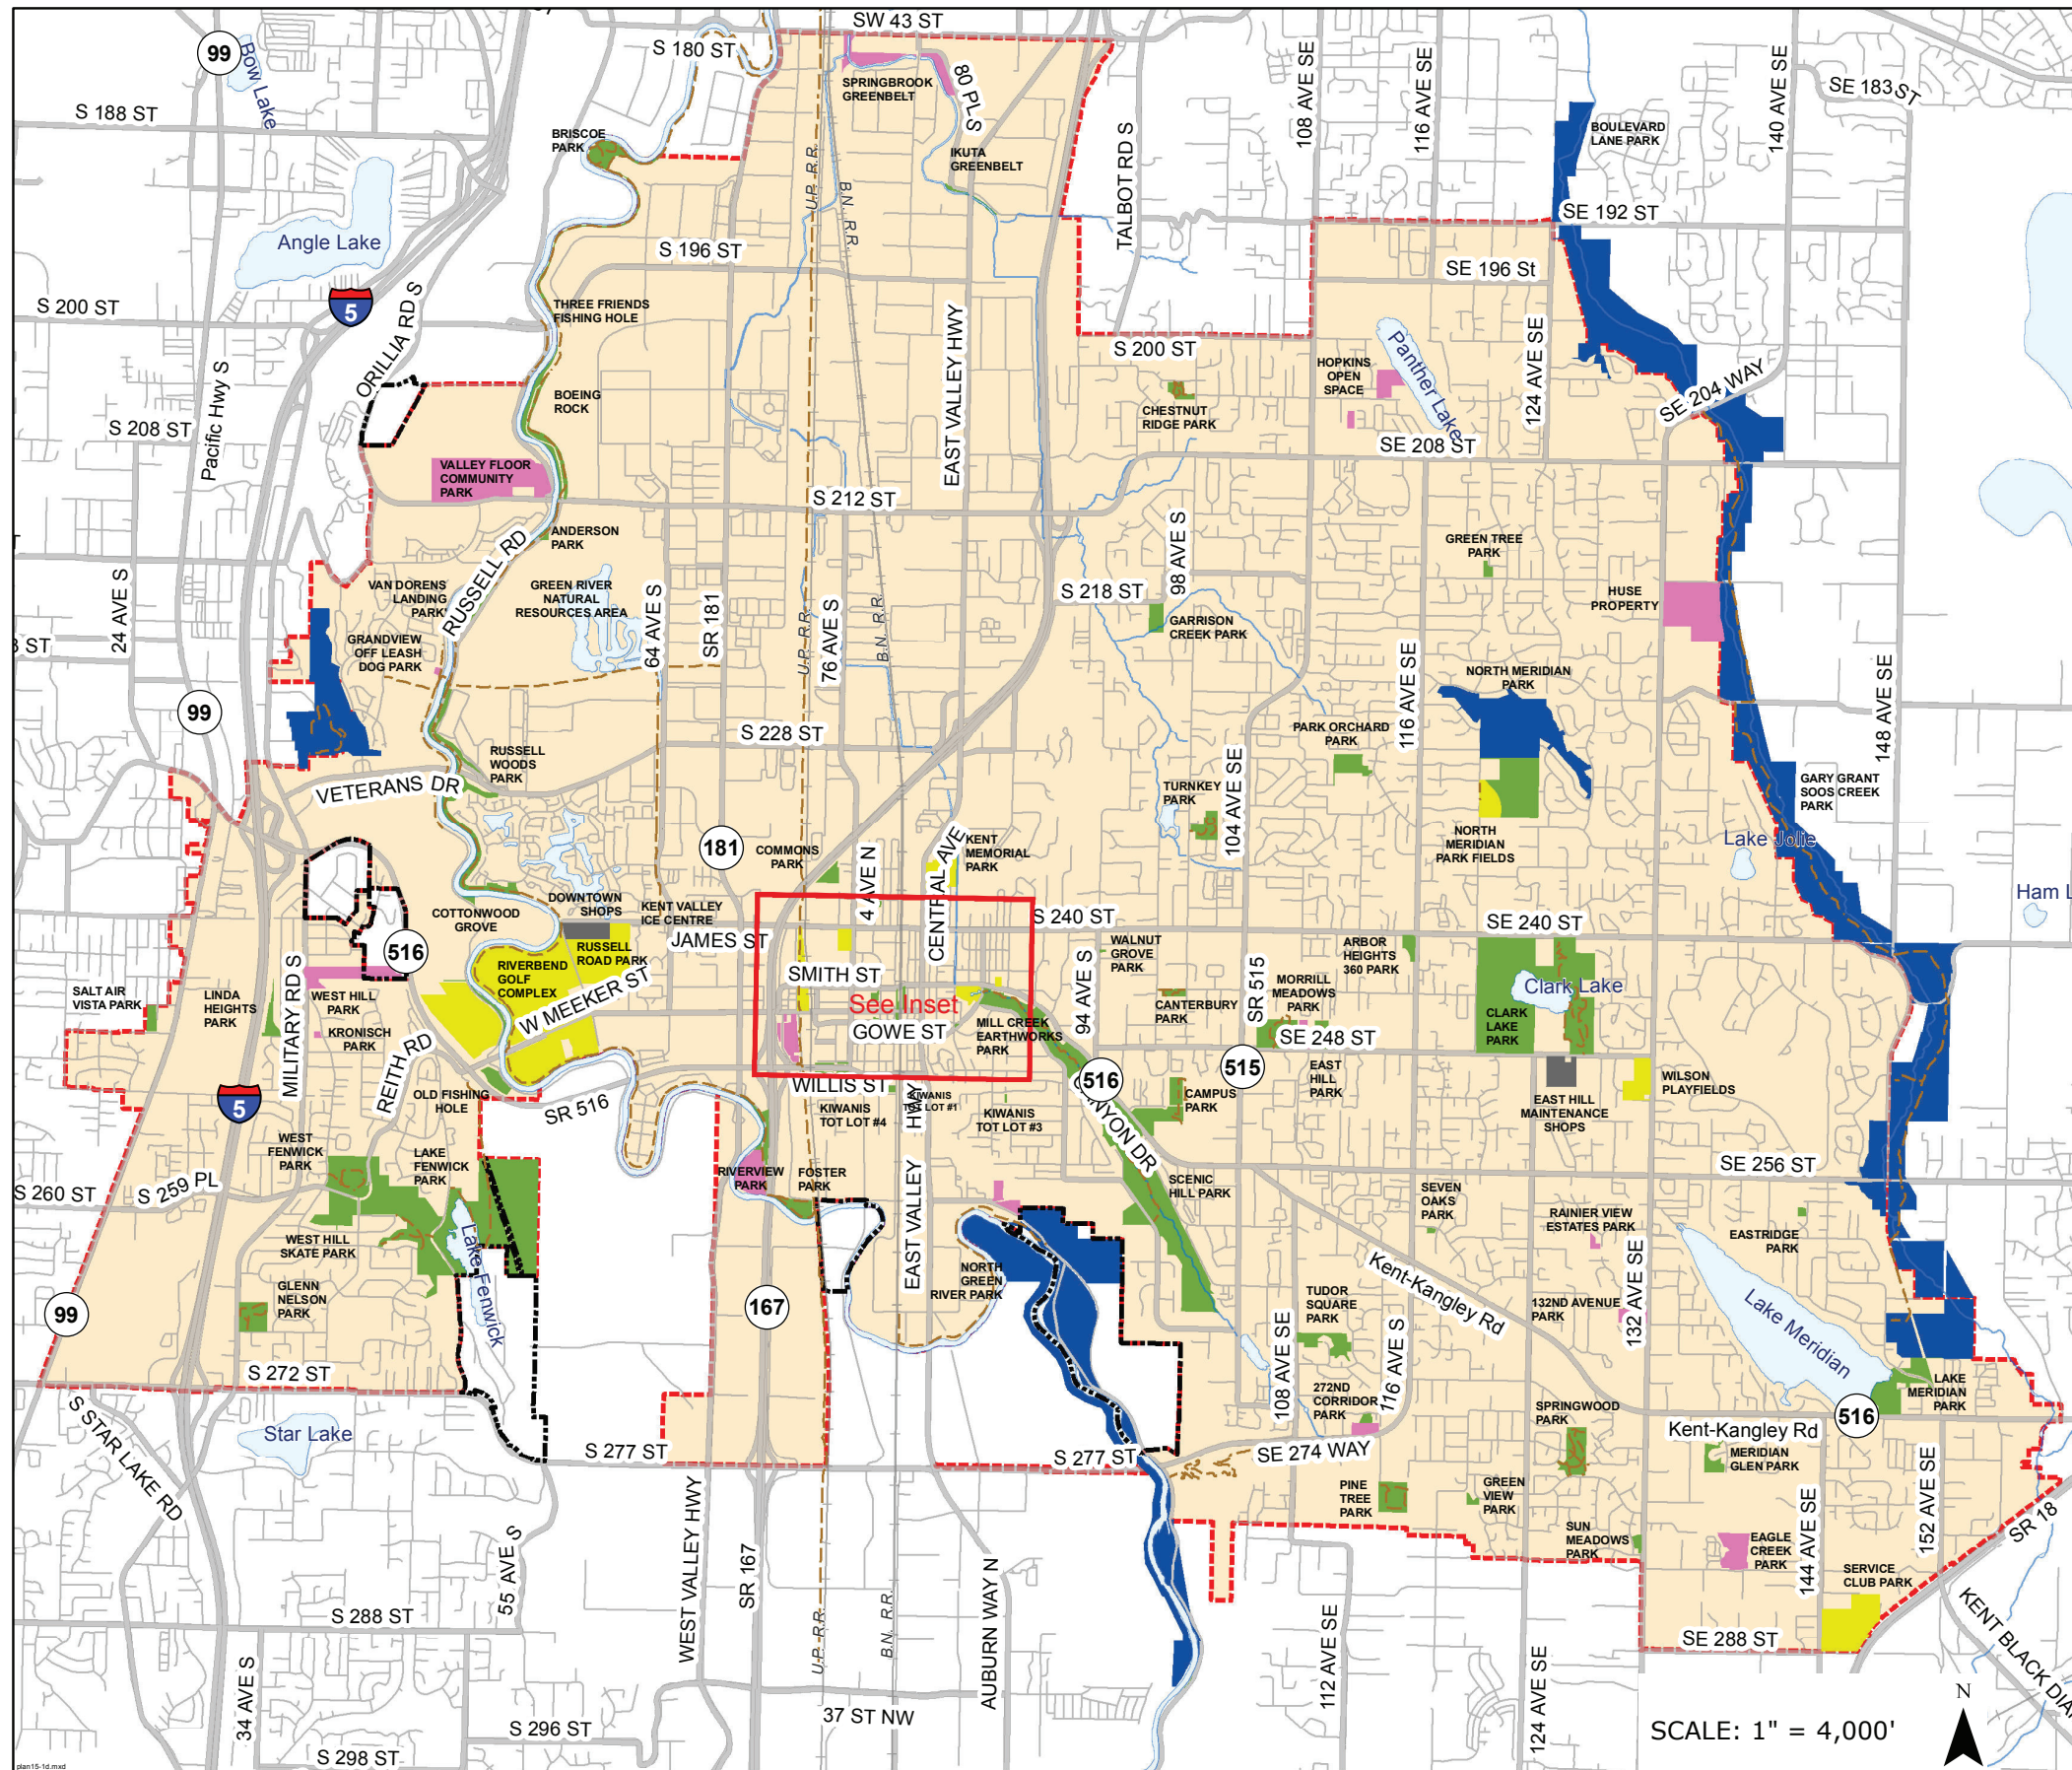 SW 43 ST
99
Bow Lake
S 180 ST
SPRINGBROOK
GREENBELT
80 PL S
108 AVE SE
116 AVE SE
140 AVE SE
SE 183 ST
S 188 ST
BRISCOE
PARK
U.P. R.R.
B.N. R.R.
IKUTA
GREENBELT
TALBOT RD S
BOULEVARD
LANE PARK
SE 192 ST
Angle Lake
S 196 ST
SE 196 St
5
S 200 ST
ORILLIA RD S
THREE FRIENDS
FISHING HOLE
EAST VALLEY HWY
S 200 ST
HOPKINS
OPEN
SPACE
Panther Lake
124 AVE SE
SE 204 WAY
Pacific Hwy S
S 208 ST
BOEING
ROCK
CHESTNUT
RIDGE PARK
SE 208 ST
VALLEY FLOOR
COMMUNITY
PARK
S 212 ST
ANDERSON
PARK
RUSSELL RD
98 AVE S
GREEN TREE
PARK
24 AVE S
VAN DORENS
LANDING
PARK
GREEN RIVER
NATURAL
RESOURCES AREA
64 AVE S
SR 181
U.P. R.R.
76 AVE S
B.N. R.R.
S 218 ST
HUSE
PROPERTY
GARRISON
CREEK PARK
GRANDVIEW
OFF LEASH
DOG PARK
116 AVE SE
NORTH MERIDIAN
PARK
148 AVE SE
99
S 228 ST
PARK ORCHARD
PARK
RUSSELL
WOODS
PARK
VETERANS DR
TURNKEY
PARK
104 AVE SE
GARY GRANT
SOOS CREEK
PARK
NORTH
MERIDIAN
PARK FIELDS
Lake Jolie
181
COMMONS
PARK
4 AVE N
CENTRAL AVE
KENT
MEMORIAL
PARK
COTTONWOOD
GROVE
DOWNTOWN
SHOPS
KENT VALLEY
ICE CENTRE
JAMES ST
S 240 ST
SE 240 ST
516
RUSSELL
ROAD PARK
RIVERBEND
GOLF
COMPLEX
W MEEKER ST
SMITH ST
See Inset
GOWE ST
WALNUT
GROVE
PARK
94 AVE S
SR 515
ARBOR
HEIGHTS
360 PARK
MORRILL
MEADOWS
PARK
CANTERBURY
PARK
Clark Lake
CLARK
LAKE
PARK
SALT AIR
VISTA PARK
LINDA
HEIGHTS
PARK
MILITARY RD S
WEST HILL
PARK
KRONISCH
PARK
REITH RD
MILL CREEK
EARTHWORKS
PARK
SE 248 ST
516
515
EAST
HILL
PARK
WILSON
PLAYFIELDS
EAST HILL
MAINTENANCE
SHOPS
5
OLD FISHING
HOLE
SR 516
WILLIS ST
KIWANIS
TOT LOT #4
KIWANIS
TOT LOT #1
KIWANIS
TOT LOT #3
CAMPUS
PARK
CANYON DR
WEST
FENWICK
PARK
LAKE
FENWICK
PARK
S 260 ST
S 259 PL
RIVERVIEW
PARK
FOSTER
PARK
EAST VALLEY HWY
SCENIC
HILL PARK
SE 256 ST
SEVEN
OAKS
PARK
RAINIER VIEW
ESTATES PARK
EASTRIDGE
PARK
WEST HILL
SKATE PARK
Lake Fenwick
GLENN
NELSON
PARK
99
167
NORTH
GREEN
RIVER PARK
Kent-Kangley Rd
TUDOR
SQUARE
PARK
132ND AVENUE
PARK
132 AVE SE
Lake Meridian
108 AVE SE
116 AVE S
S 272 ST
272ND
CORRIDOR
PARK
SPRINGWOOD
PARK
LAKE
MERIDIAN
PARK
516
Star Lake
S STAR LAKE RD
S 277 ST
S 277 ST
SE 274 WAY
Kent-Kangley Rd
MERIDIAN
GLEN PARK
152 AVE SE
PINE
TREE
PARK
GREEN
VIEW
PARK
SUN
MEADOWS
PARK
EAGLE
CREEK
PARK
144 AVE SE
SR 18
55 AVE S
WEST VALLEY HWY
SR 167
AUBURN WAY N
SERVICE
CLUB PARK
S 288 ST
U.P. R.R.
B.N. R.R.
112 AVE SE
SE 288 ST
34 AVE S
124 AVE SE
S 296 ST
37 ST NW
S 298 ST
SCALE: 1" = 4,000'
N
plan15-1d.mxd